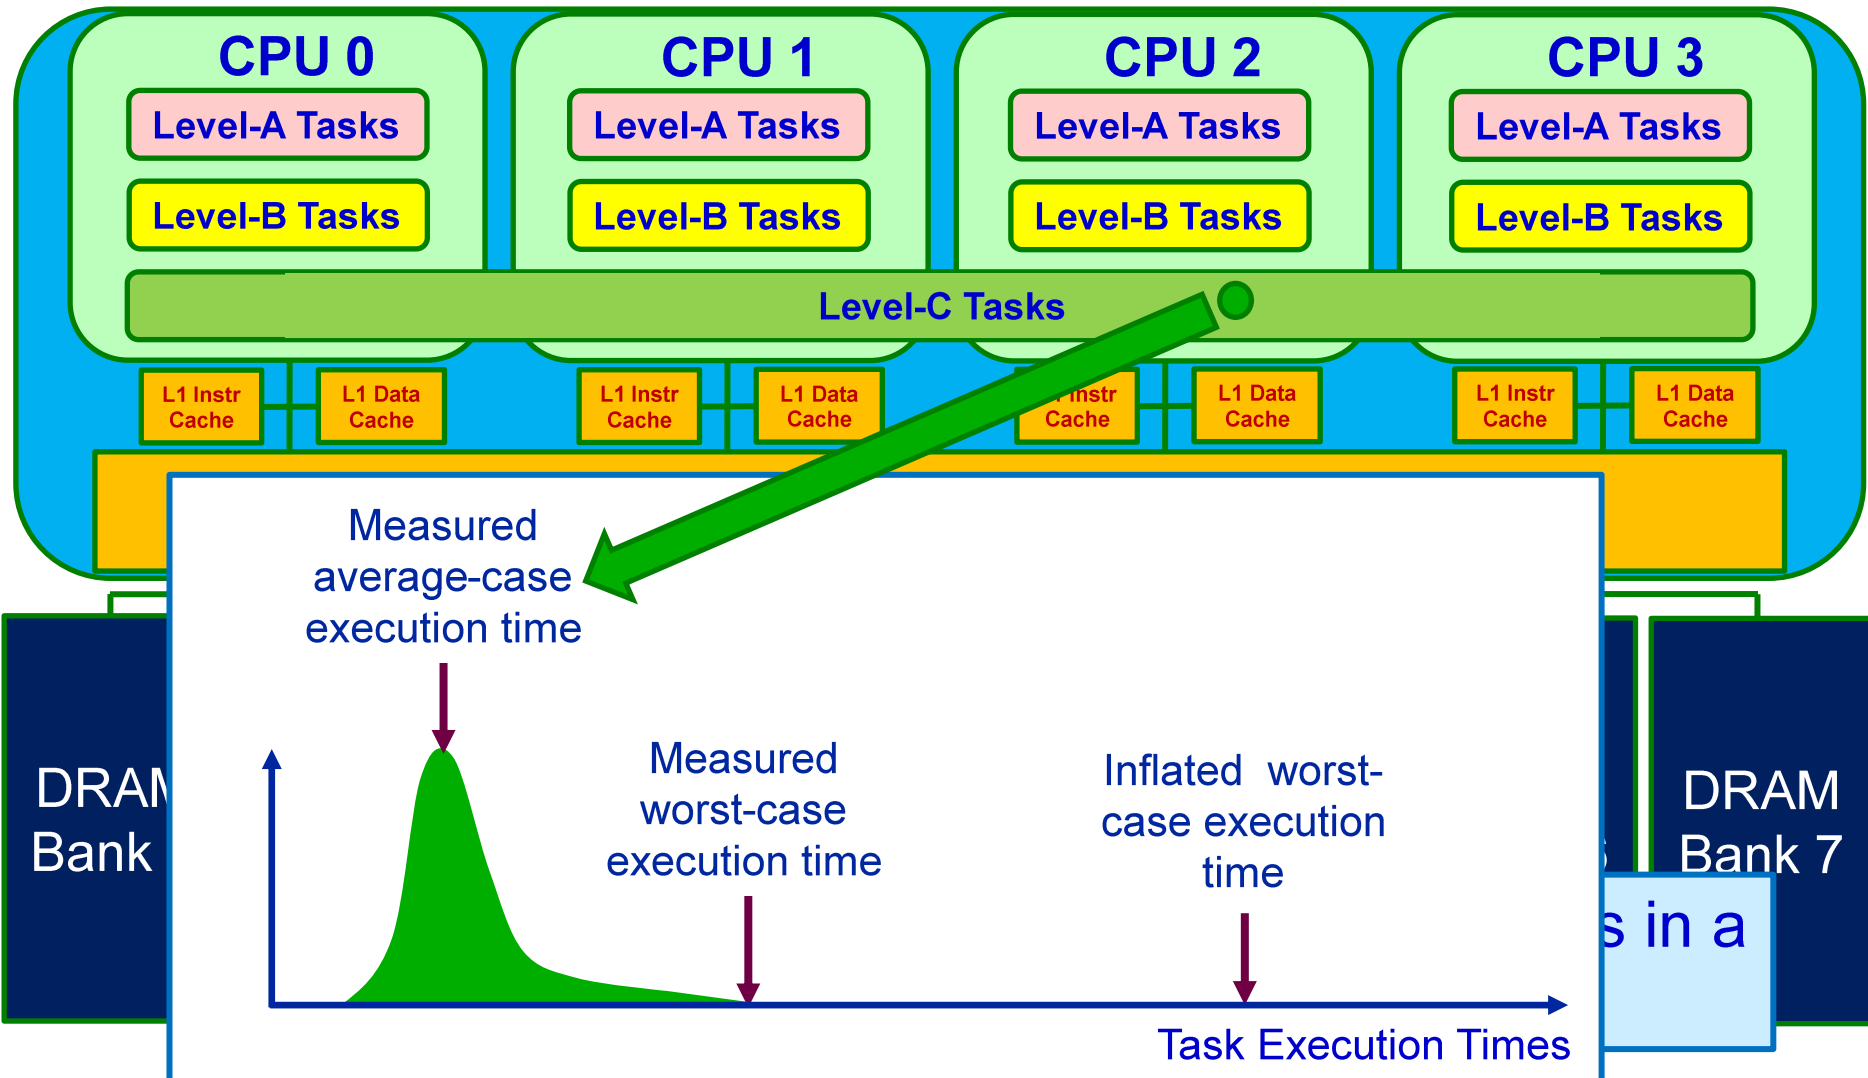 CPU 0
CPU 1
CPU 2
CPU 3
Level-A Tasks
Level-A Tasks
Level-A Tasks
Level-A Tasks
Level-B Tasks
Level-B Tasks
Level-B Tasks
Level-B Tasks
Level-C Tasks
L1 Instr
Cache
L1 Data
Cache
L1 Instr
Cache
L1 Data
Cache
Instr
Cache
L1 Data
Cache
L1 Instr
Cache
L1 Data
Cache
Measured
average-case
execution time
Measured
worst-case
execution time
Inflated worst-
case execution
time
Task Execution Times
Bank
DRAM
Bank 7
in a